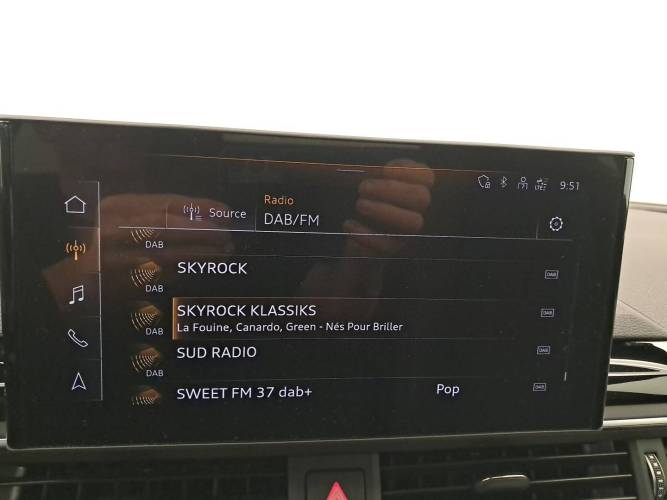 9:51
Radio
Source
DAB/FM
DAB
SKYROCK
DAB
DAB
SKYROCK KLASSIKS
La Fouine, Canardo, Green - Nés Pour Briller
DAB
DAB
SUD RADIO
DAB
DAB
SWEET FM 37 dab+ Pop
DAB